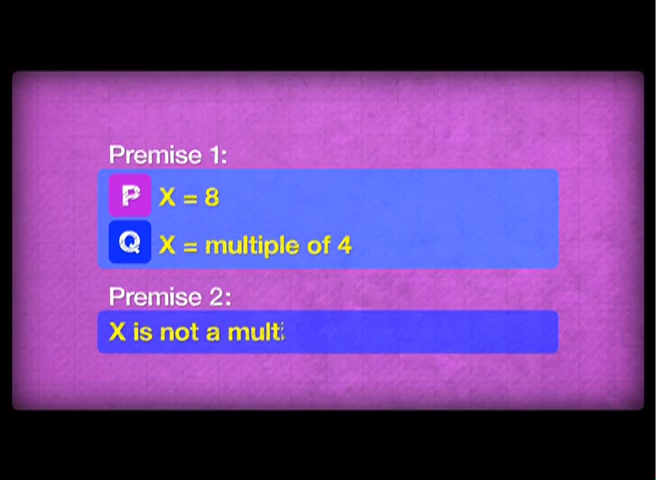 Premise 1:
P X = 8
Q X = multiple of 4
Premise 2:
X is not a mult